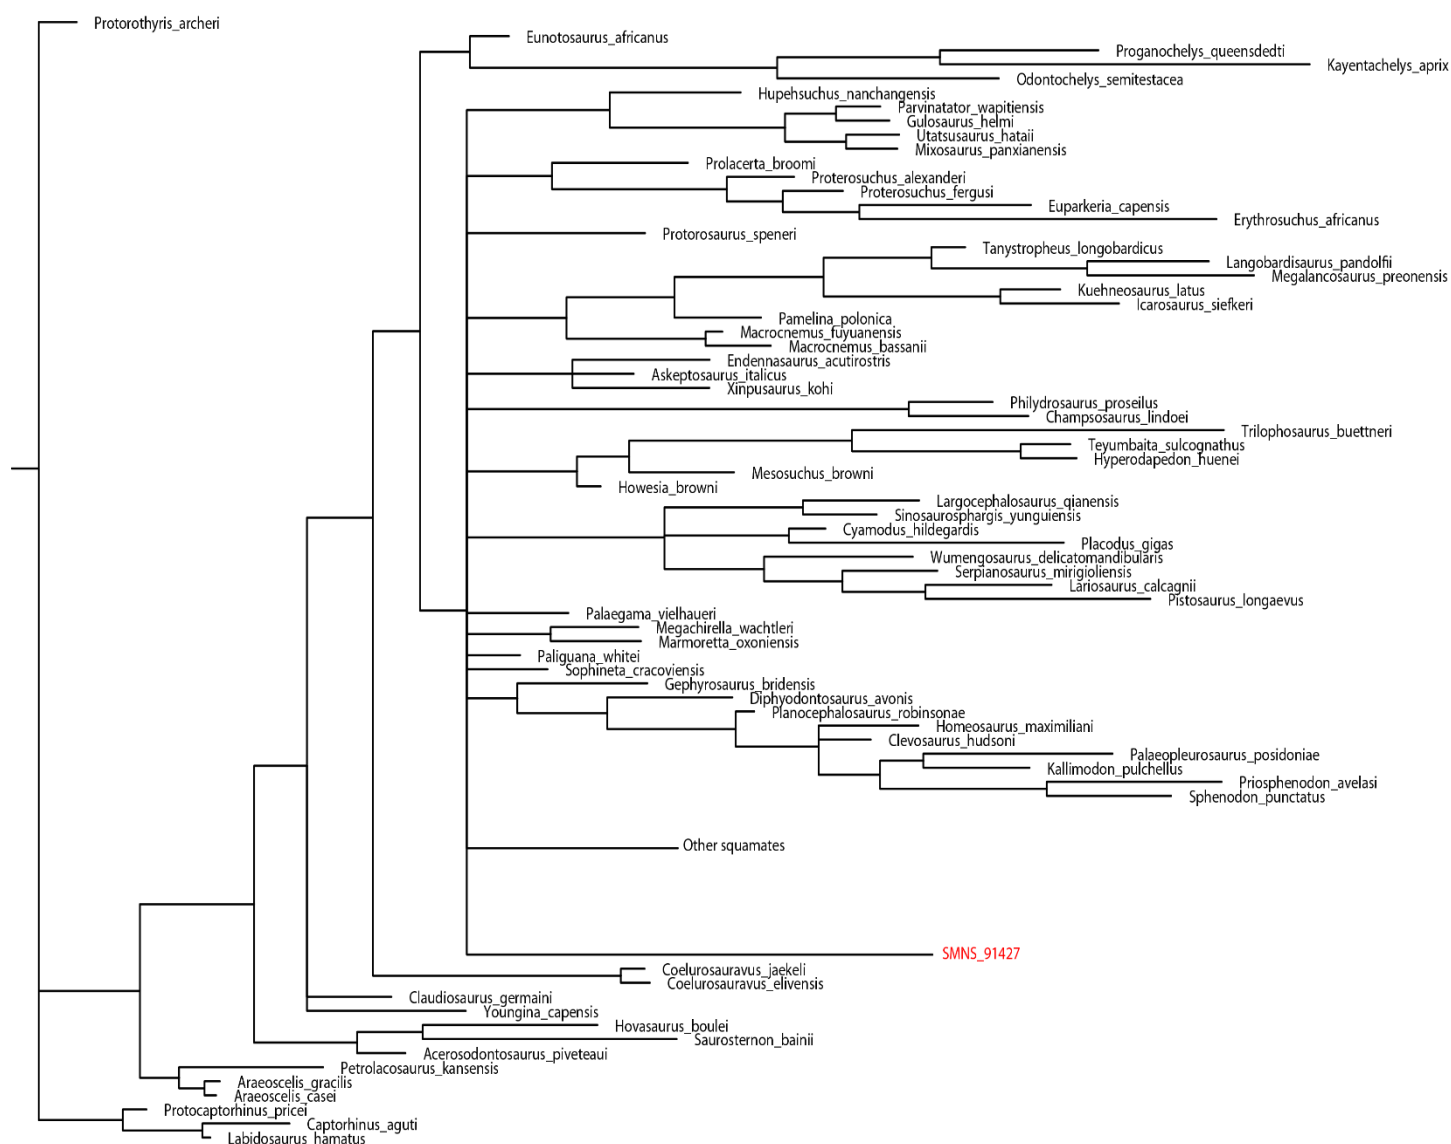 Protorothyris_archeri
Eunotosaurus_africanus
Proganochelys_queensdedti
Kayentachelys_aprix
Odontochelys_semitestacea
Hupehsuchus_nanchangensis
Parvinatator_wapitiensis
Gulosaurus_helmi
Utatsusaurus_hataii
Mixosaurus_panxianensis
Prolacerta_broomi
Proterosuchus_alexanderi
Proterosuchus_fergusi
Euparkeria_capensis
Erythrosuchus_africanus
Protorosaurus_speneri
Tanystropheus_longobardicus
Langobardisaurus_pandolfii
Megalancosaurus_preonensis
Kuehneosaurus_latus
Icarosaurus_siefkeri
Pamelina_polonica
Macrocnemus_fuyuanensis
Macrocnemus_bassanii
Endennasaurus_acutirostris
Askeptosaurus_italicus
Xinpusaurus_kohi
Philydrosaurus_proseilus
Champsosaurus_lindoei
Trilophosaurus_buettneri
Teyumbaita_sulcognathus
Hyperodapedon_huenei
Mesosuchus_browni
Howesia_browni
Largocephalosaurus_qianensis
Sinosaurosphargis_yunguiensis
Cyamodus_hildegardis
Placodus_gigas
Wumengosaurus_delicatomandibularis
Serpianosaurus_mirigioliensis
Lariosaurus_calcagnii
Pistosaurus_longaevus
Palaegama_vielhaueri
Megachirella_wachtleri
Marmoretta_oxoniensis
Paliguana_whitei
Sophineta_cracoviensis
Gephyrosaurus_bridensis
Diphyodontosaurus_avonis
Planocephalosaurus_robinsonae
Homeosaurus_maximiliani
Clevosaurus_hudsoni
Palaeopleurosaurus_posidoniae
Kallimodon_pulchellus
Priosphenodon_avelasi
Sphenodon_punctatus
Other squamates
SMNS_91427
Coelurosauravus_jaekeli
Coelurosauravus_elivensis
Claudiosaurus_germaini
Youngina_capensis
Hovasaurus_boulei
Saurosternon_bainii
Acerosodontosaurus_piveteaui
Petrolacosaurus_kansensis
Araeoscelis_gracilis
Araeoscelis_casei
Protocaptorhinus_pricei
Captorhinus_aguti
Labidosaurus_hamatus